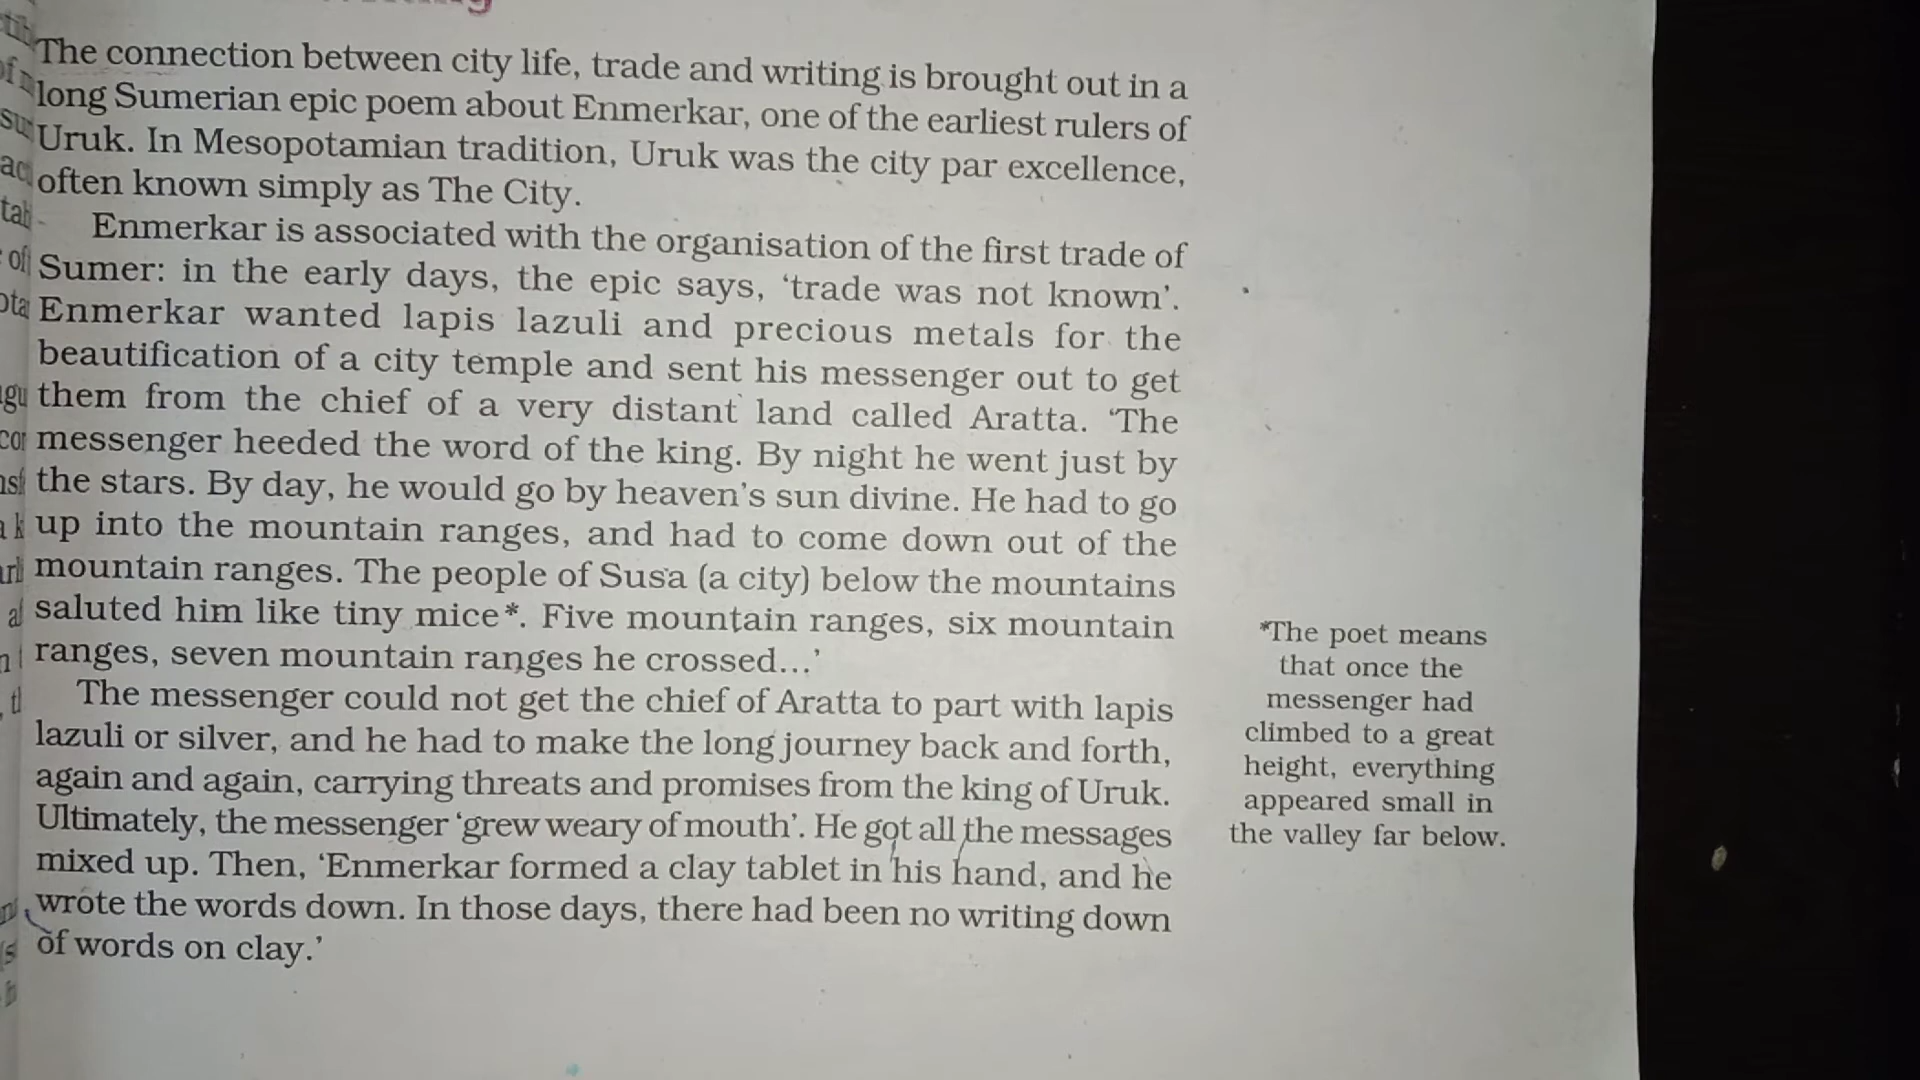 The connection between city life, trade and writing is brought out in a
long Sumerian epic poem about Enmerkar, one of the earliest rulers of
Uruk. In Mesopotamian tradition, Uruk was the city par excellence,
often known simply as The City.
Enmerkar is associated with the organisation of the first trade of
Sumer: in the early days, the epic says, ‘trade was not known’.
Enmerkar wanted lapis lazuli and precious metals for the
beautification of a city temple and sent his messenger out to get
them from the chief of a very distant land called Aratta. ‘The
messenger heeded the word of the king. By night he went just by
the stars. By day, he would go by heaven’s sun divine. He had to go
up into the mountain ranges, and had to come down out of the
mountain ranges. The people of Susa (a city) below the mountains
saluted him like tiny mice*. Five mountain ranges, six mountain
ranges, seven mountain ranges he crossed...’
The messenger could not get the chief of Aratta to part with lapis
lazuli or silver, and he had to make the long journey back and forth,
again and again, carrying threats and promises from the king of Uruk.
Ultimately, the messenger ‘grew weary of mouth’. He got all the messages
mixed up. Then, ‘Enmerkar formed a clay tablet in his hand, and he
wrote the words down. In those days, there had been no writing down
of words on clay.’
*The poet means
that once the
messenger had
climbed to a great
height, everything
appeared small in
the valley far below.